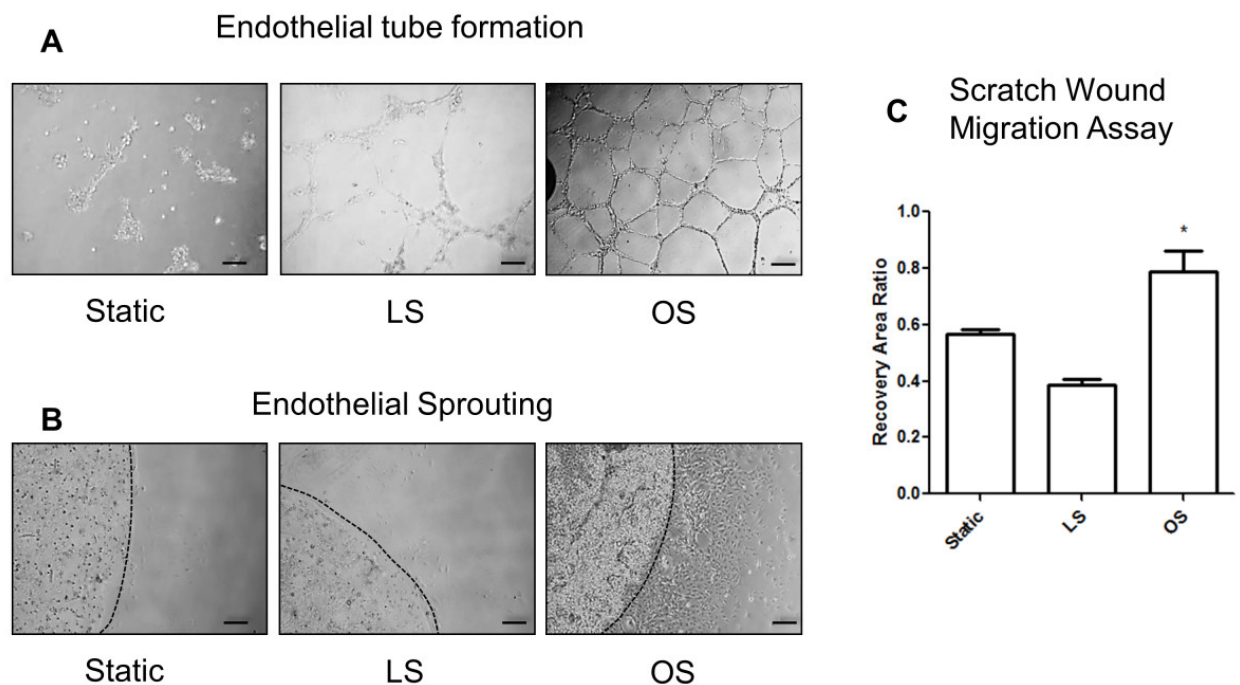 A
Endothelial tube formation
Static
LS
OS
B
Endothelial Sprouting
Static
LS
OS
C
Scratch Wound
Migration Assay
Recovery Area Ratio
1.0
0.8
0.6
0.4
0.2
0.0
*
Static
LS
OS